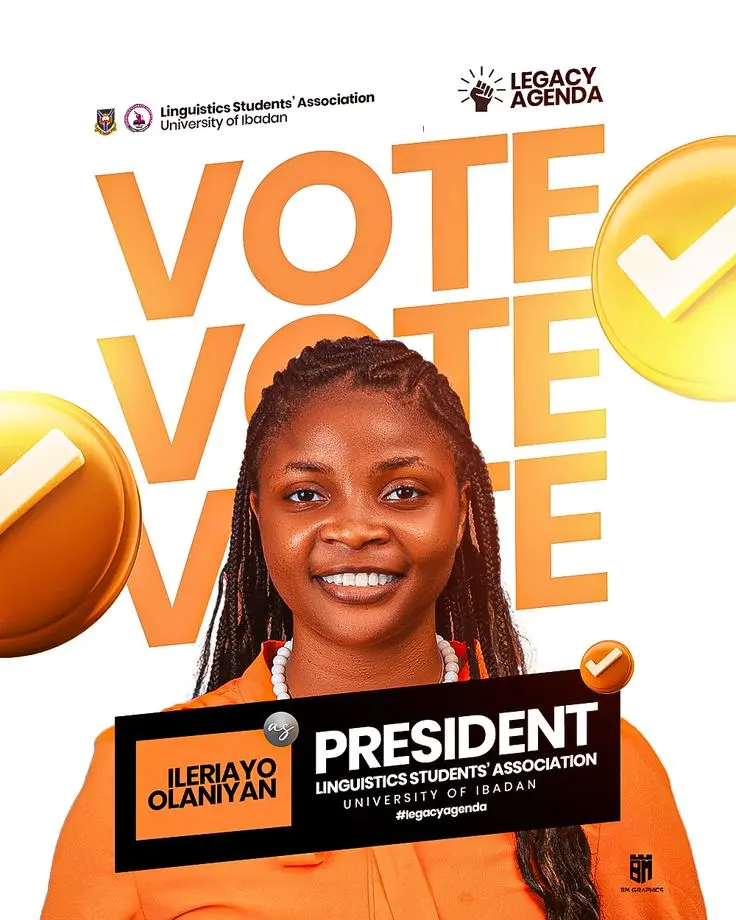 Linguistics Students' Association
University of Ibadan
LEGACY
AGENDA
VOTE
VOTE
VOTE
ILERIAYO
OLANIYAN
as
PRESIDENT
LINGUISTICS STUDENTS' ASSOCIATION
UNIVERSITY OF IBADAN
#legacyagenda
BM
BM GRAPHICS